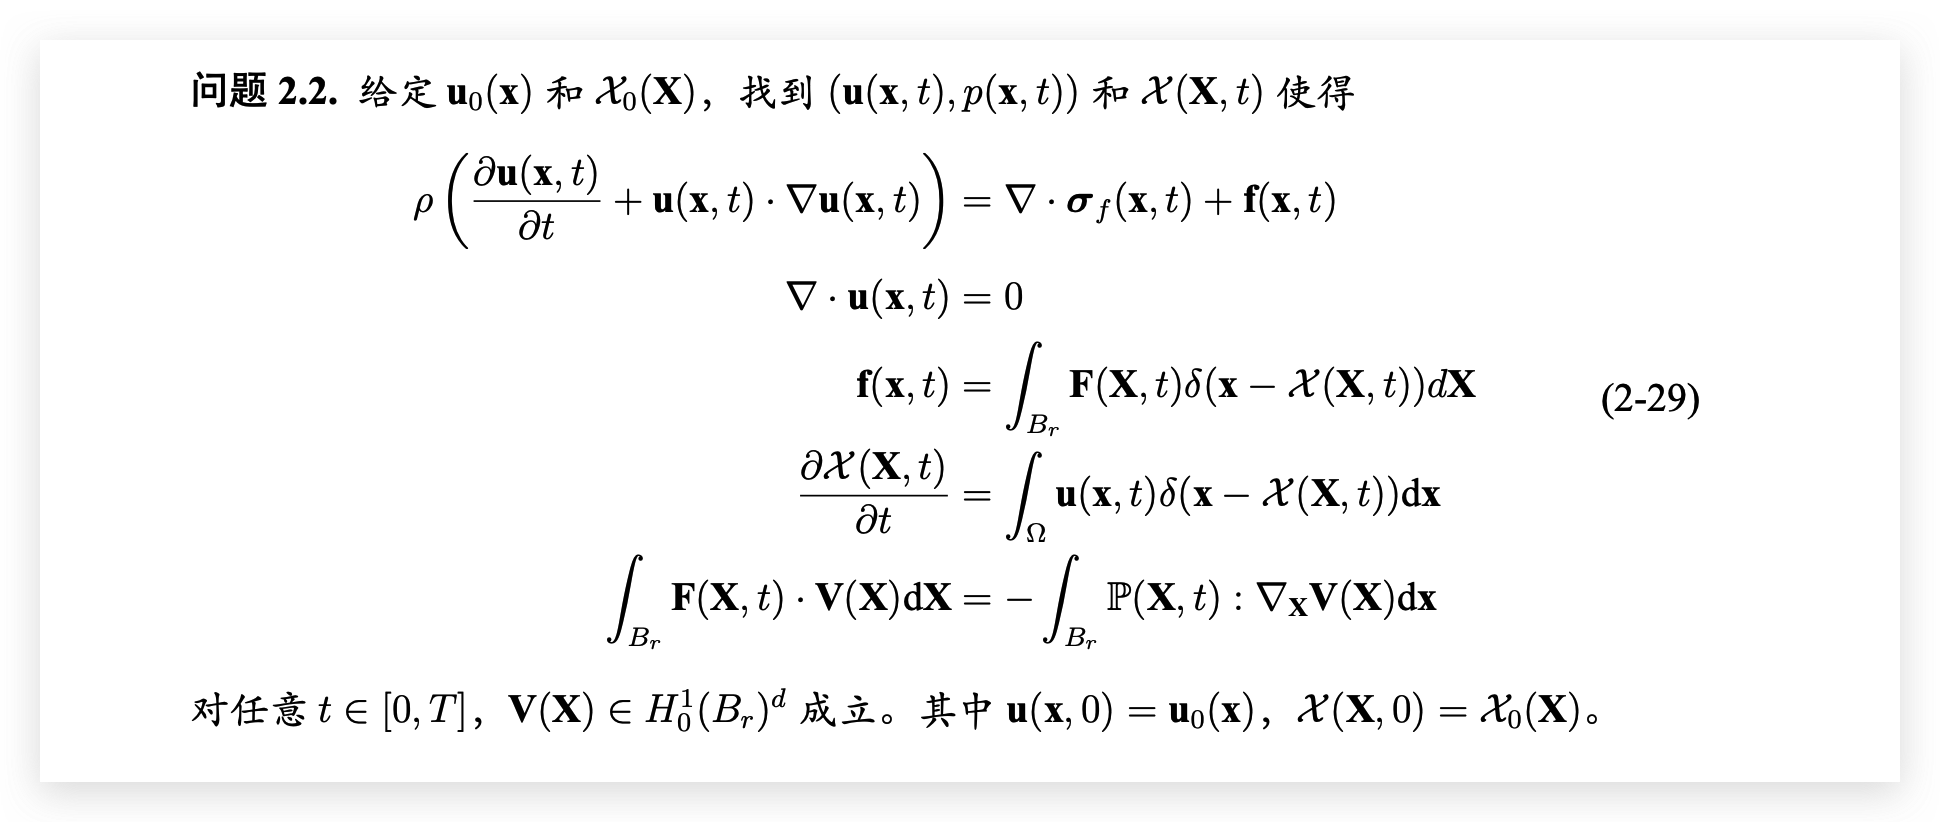 问题 2.2. 给定 $\mathbf{u}_0(\mathbf{x})$ 和 $\mathcal{X}_0(\mathbf{X})$，找到 $(\mathbf{u}(\mathbf{x},t), p(\mathbf{x},t))$ 和 $\mathcal{X}(\mathbf{X},t)$ 使得
$\rho\left(\frac{\partial \mathbf{u}(\mathbf{x},t)}{\partial t} + \mathbf{u}(\mathbf{x},t)\cdot\nabla\mathbf{u}(\mathbf{x},t)\right) = \nabla\cdot\boldsymbol{\sigma}_f(\mathbf{x},t) + \mathbf{f}(\mathbf{x},t)$
$\nabla\cdot\mathbf{u}(\mathbf{x},t) = 0$
$\mathbf{f}(\mathbf{x},t) = \int_{B_r} \mathbf{F}(\mathbf{X},t)\delta(\mathbf{x} - \mathcal{X}(\mathbf{X},t))d\mathbf{X}$ (2-29)
$\frac{\partial \mathcal{X}(\mathbf{X},t)}{\partial t} = \int_{\Omega} \mathbf{u}(\mathbf{x},t)\delta(\mathbf{x} - \mathcal{X}(\mathbf{X},t))\mathrm{d}\mathbf{x}$
$\int_{B_r} \mathbf{F}(\mathbf{X},t)\cdot\mathbf{V}(\mathbf{X})\mathrm{d}\mathbf{X} = -\int_{B_r} \mathbb{P}(\mathbf{X},t) : \nabla_{\mathbf{X}}\mathbf{V}(\mathbf{X})\mathrm{d}\mathbf{x}$
对任意 $t \in [0,T]$，$\mathbf{V}(\mathbf{X}) \in H_0^1(B_r)^d$ 成立。其中 $\mathbf{u}(\mathbf{x},0) = \mathbf{u}_0(\mathbf{x})$，$\mathcal{X}(\mathbf{X},0) = \mathcal{X}_0(\mathbf{X})$。